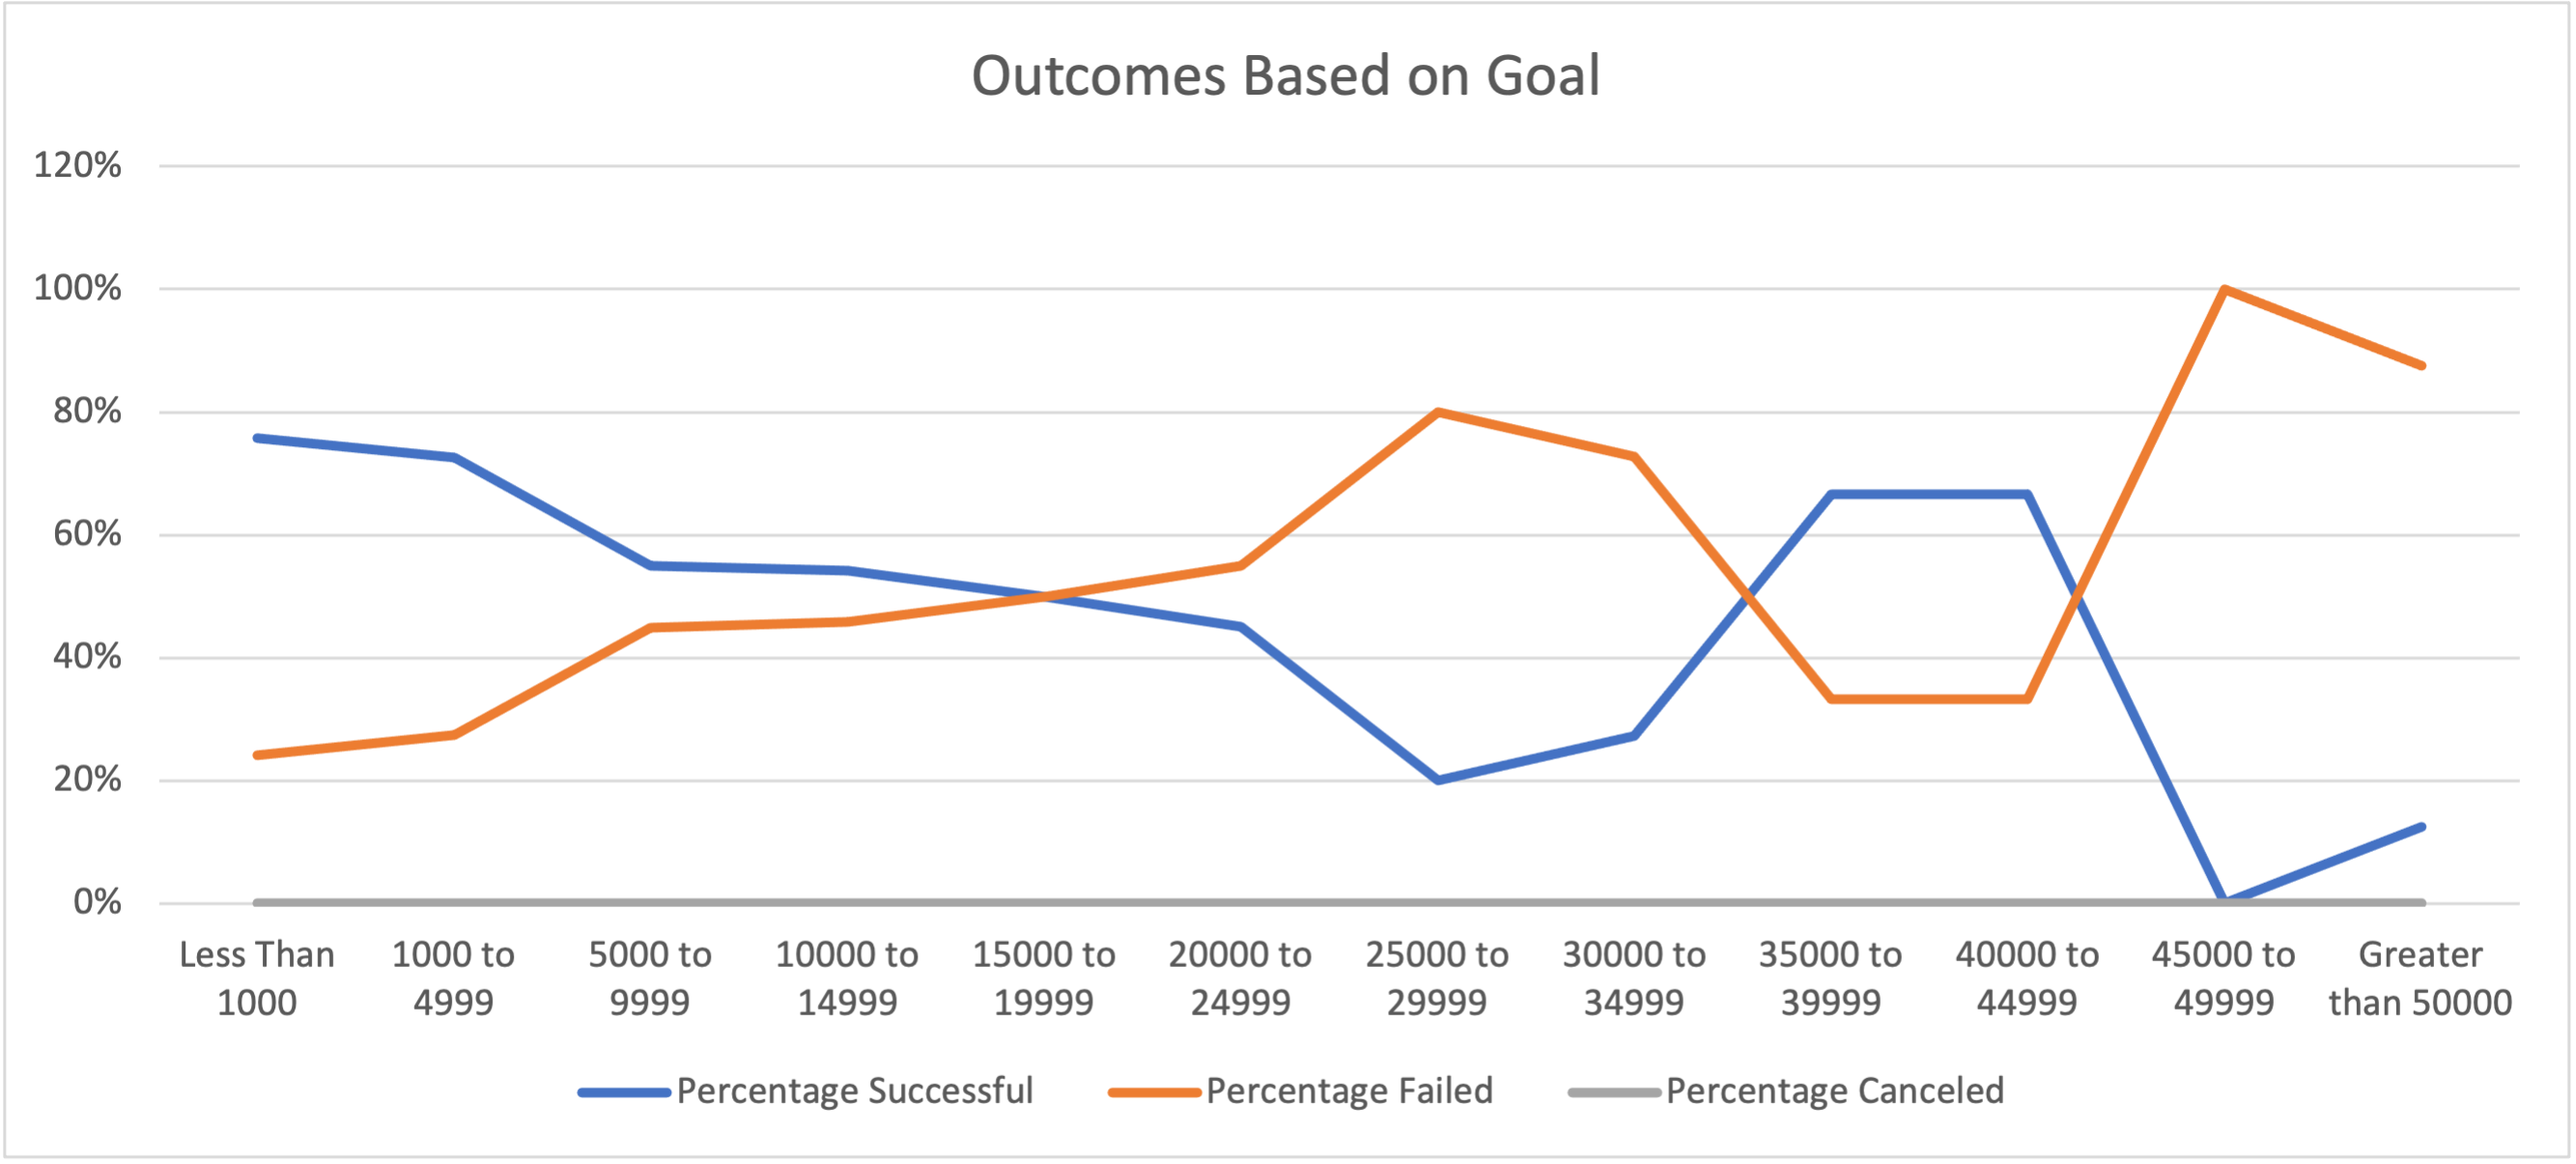 Outcomes Based on Goal
120%
100%
80%
60%
40%
20%
0%
Less Than
1000
1000 to
4999
5000 to
9999
10000 to
14999
15000 to
19999
20000 to
24999
25000 to
29999
30000 to
34999
35000 to
39999
40000 to
44999
45000 to
49999
Greater
than 50000
Percentage Successful
Percentage Failed
Percentage Canceled